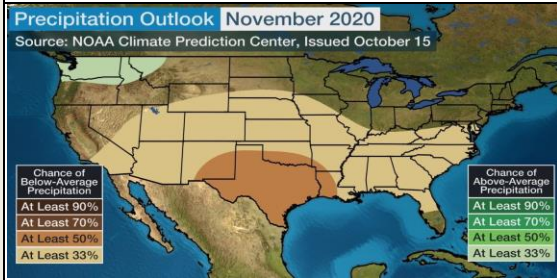 Precipitation Outlook November 2020
Source: NOAA Climate Prediction Center, Issued October 15
Chance of
Below-Average
Precipitation
At Least 90%
At Least 70%
At Least 50%
At Least 33%
Chance of
Above-Average
Precipitation
At Least 90%
At Least 70%
At Least 50%
At Least 33%